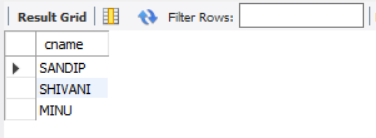 Result Grid Filter Rows:
cname
SANDIP
SHIVANI
MINU